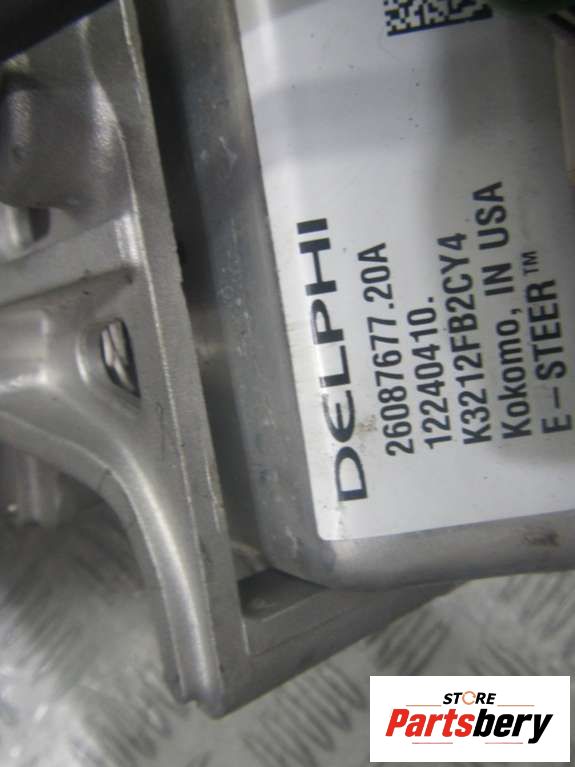 DELPHI
26087677.20A
12240410.
K3212FB2CY4
Kokomo, IN USA
E-STEER™
STORE
Partsbery